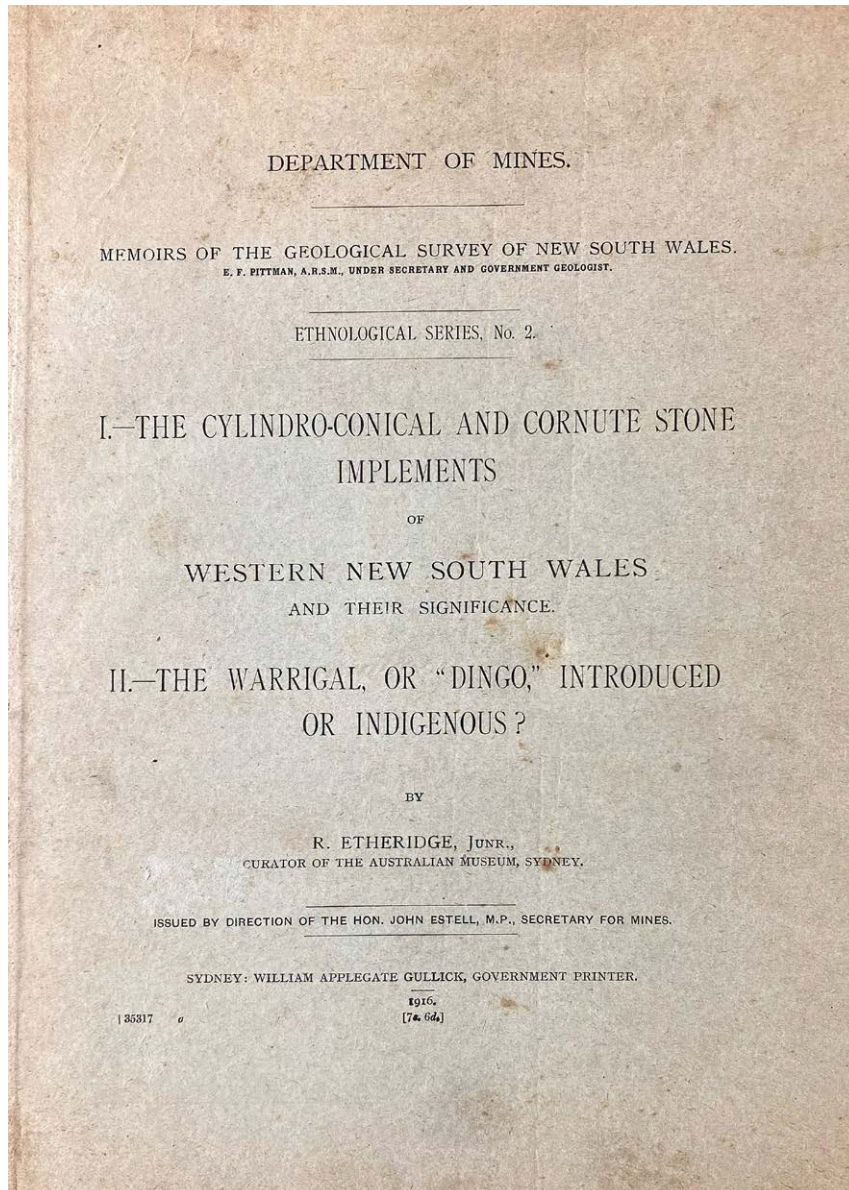 DEPARTMENT OF MINES.
MEMOIRS OF THE GEOLOGICAL SURVEY OF NEW SOUTH WALES.
E. F. PITTMAN, A.R.S.M., UNDER SECRETARY AND GOVERNMENT GEOLOGIST.
ETHNOLOGICAL SERIES, No. 2.
I.—THE CYLINDRO-CONICAL AND CORNUTE STONE
IMPLEMENTS
OF
WESTERN NEW SOUTH WALES
AND THEIR SIGNIFICANCE.
II.—THE WARRIGAL, OR “DINGO,” INTRODUCED
OR INDIGENOUS?
BY
R. ETHERIDGE, JUNR.,
CURATOR OF THE AUSTRALIAN MUSEUM, SYDNEY.
ISSUED BY DIRECTION OF THE HON. JOHN ESTELL, M.P., SECRETARY FOR MINES.
SYDNEY: WILLIAM APPLEGATE GULLICK, GOVERNMENT PRINTER.
1916.
35317 a [7s. 6d.]